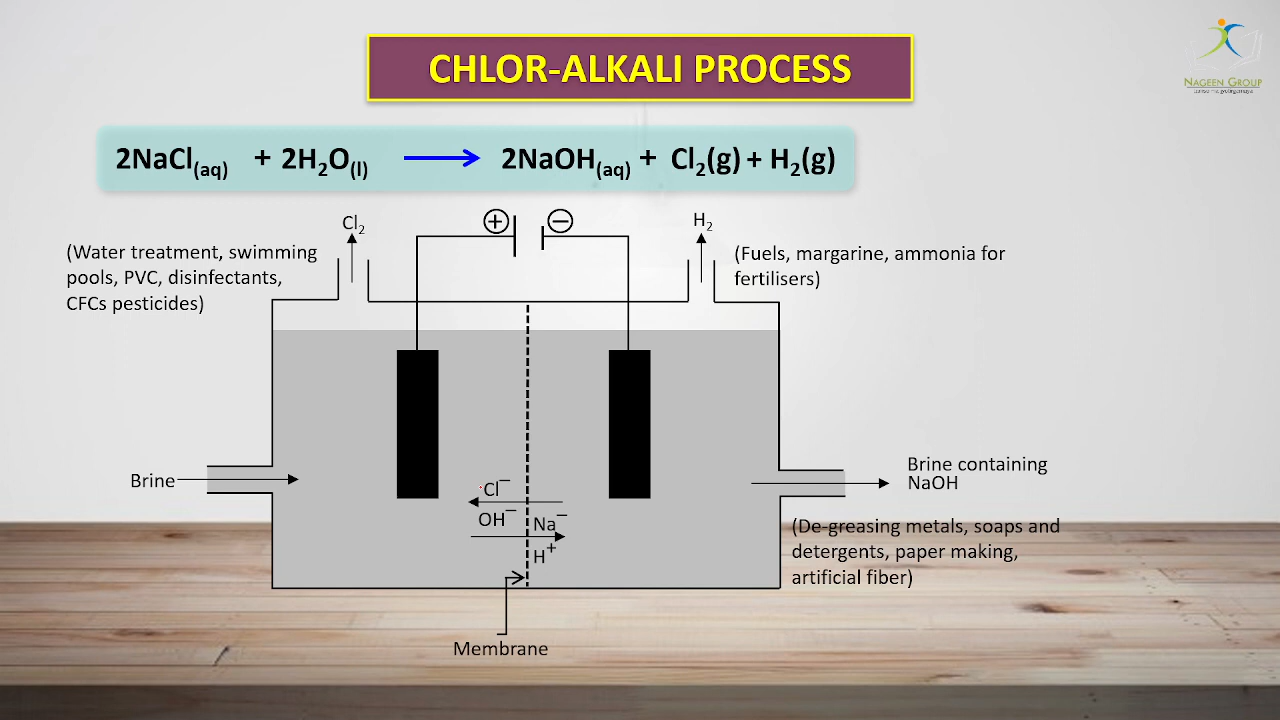 CHLOR-ALKALI PROCESS
NAGEEN GROUP
2NaCl(aq) + 2H2O(l) → 2NaOH(aq) + Cl2(g) + H2(g)
Cl2
+
−
H2
(Water treatment, swimming
pools, PVC, disinfectants,
CFCs pesticides)
(Fuels, margarine, ammonia for
fertilisers)
Brine
Cl−
OH−
Na−
H+
Brine containing
NaOH
(De-greasing metals, soaps and
detergents, paper making,
artificial fiber)
Membrane